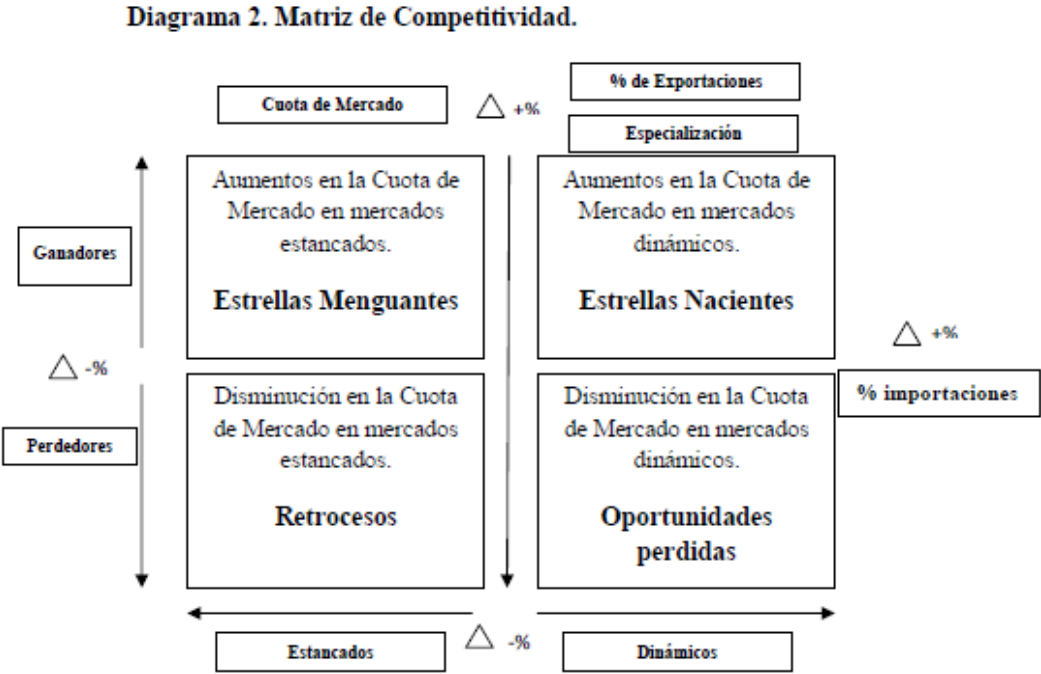 Diagrama 2. Matriz de Competitividad.
% de Exportaciones
Cuota de Mercado
△ +%
Especialización
Aumentos en la Cuota de
Mercado en mercados
estancados.
Estrellas Menguantes
Aumentos en la Cuota de
Mercado en mercados
dinámicos.
Estrellas Nacientes
Ganadores
△ +%
△ -%
% importaciones
Disminución en la Cuota
de Mercado en mercados
estancados.
Retrocesos
Disminución en la Cuota
de Mercado en mercados
dinámicos.
Oportunidades
perdidas
Perdedores
Estancados
△ -%
Dinámicos